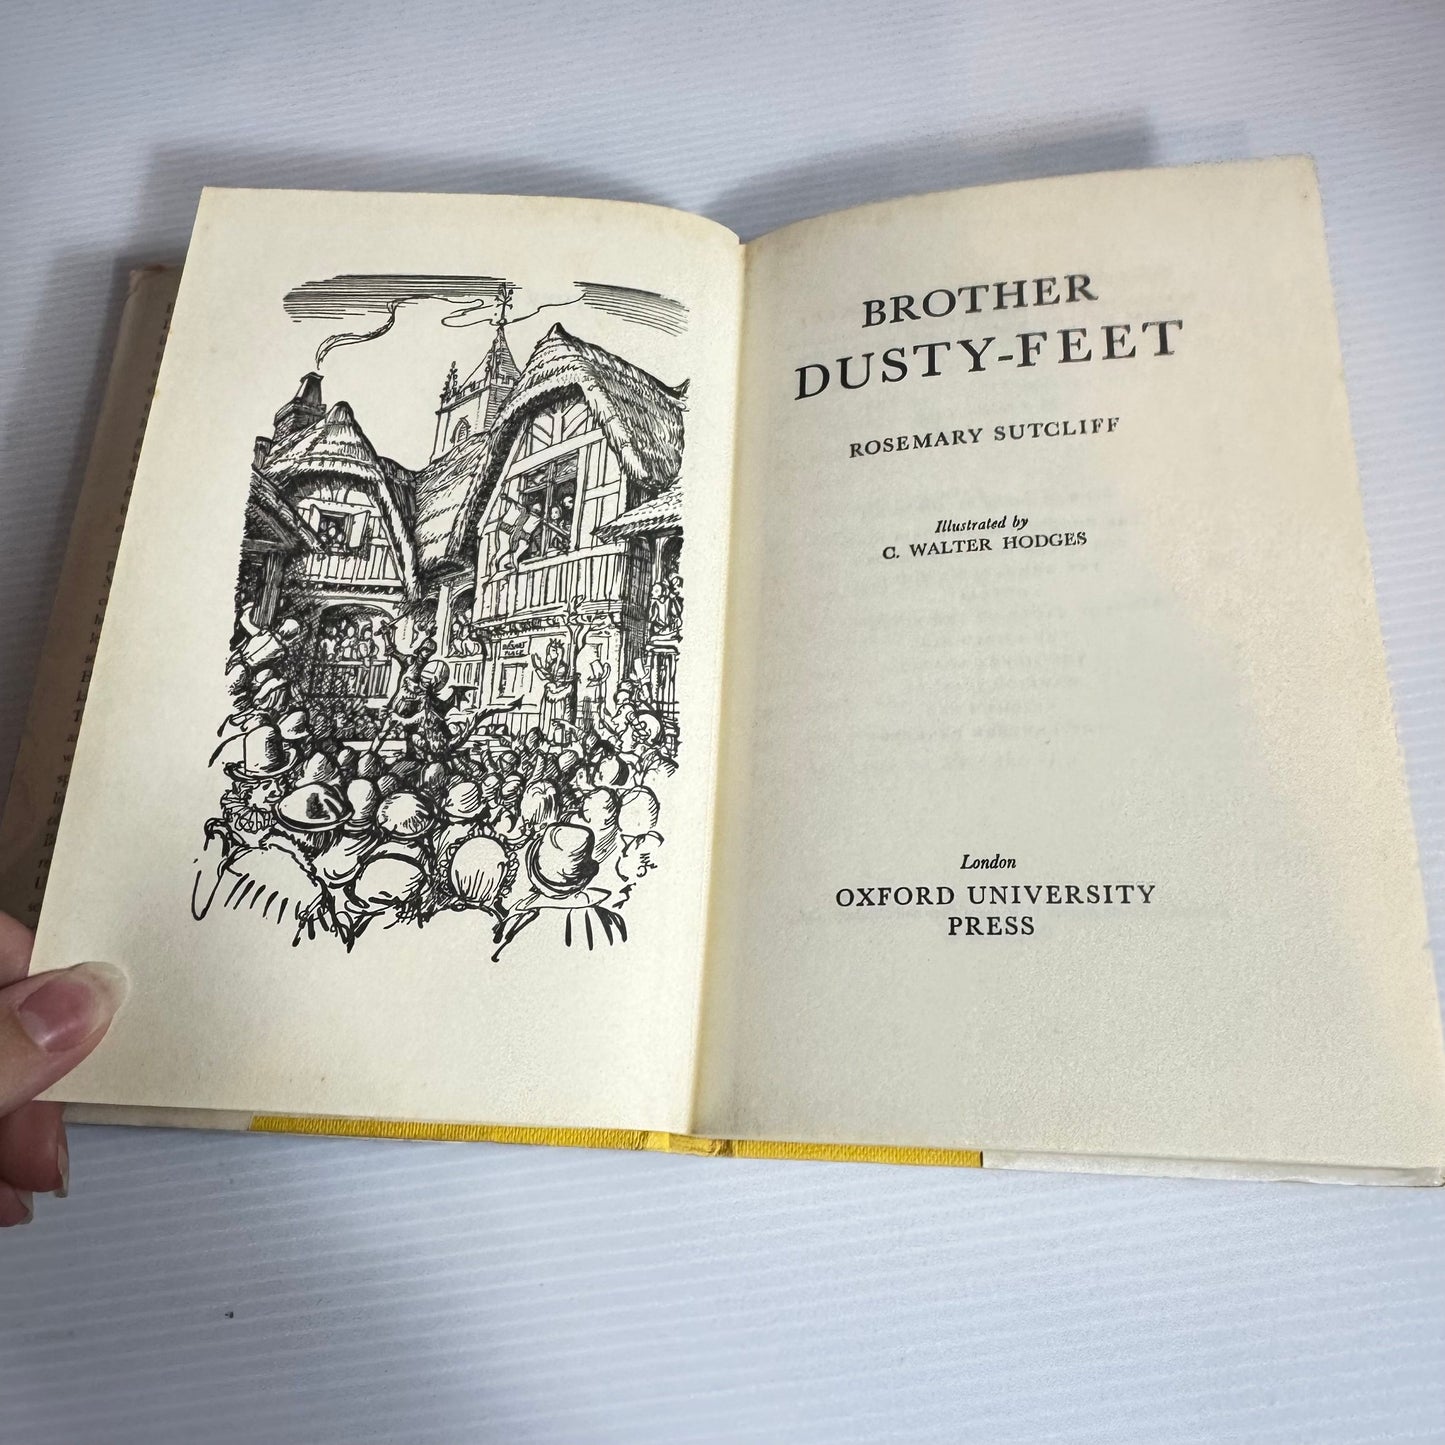 BROTHER
DUSTY-FEET
ROSEMARY SUTCLIFF
Illustrated by
C. WALTER HODGES
London
OXFORD UNIVERSITY
PRESS